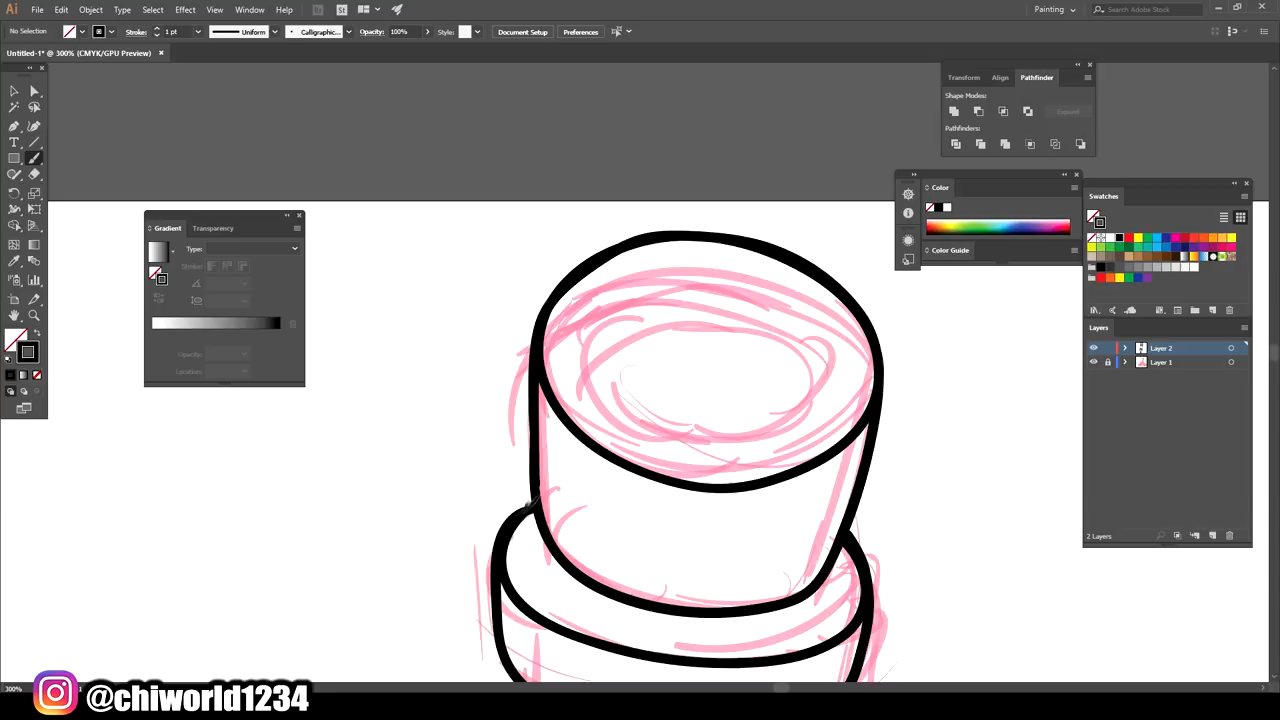 Ai File Edit Object Type Select Effect View Window Help Br St Painting Search Adobe Stock
No Selection Stroke: 1 pt Uniform Calligraphic... Opacity: 100% Style: Document Setup Preferences
Untitled-1* @ 300% (CMYK/GPU Preview)
Transform Align Pathfinder
Shape Modes:
Expand
Pathfinders:
Color
Color Guide
Swatches
Gradient Transparency
Type:
Stroke:
Opacity:
Location:
Layers
Layer 2
Layer 1
2 Layers
300%
@chiworld1234